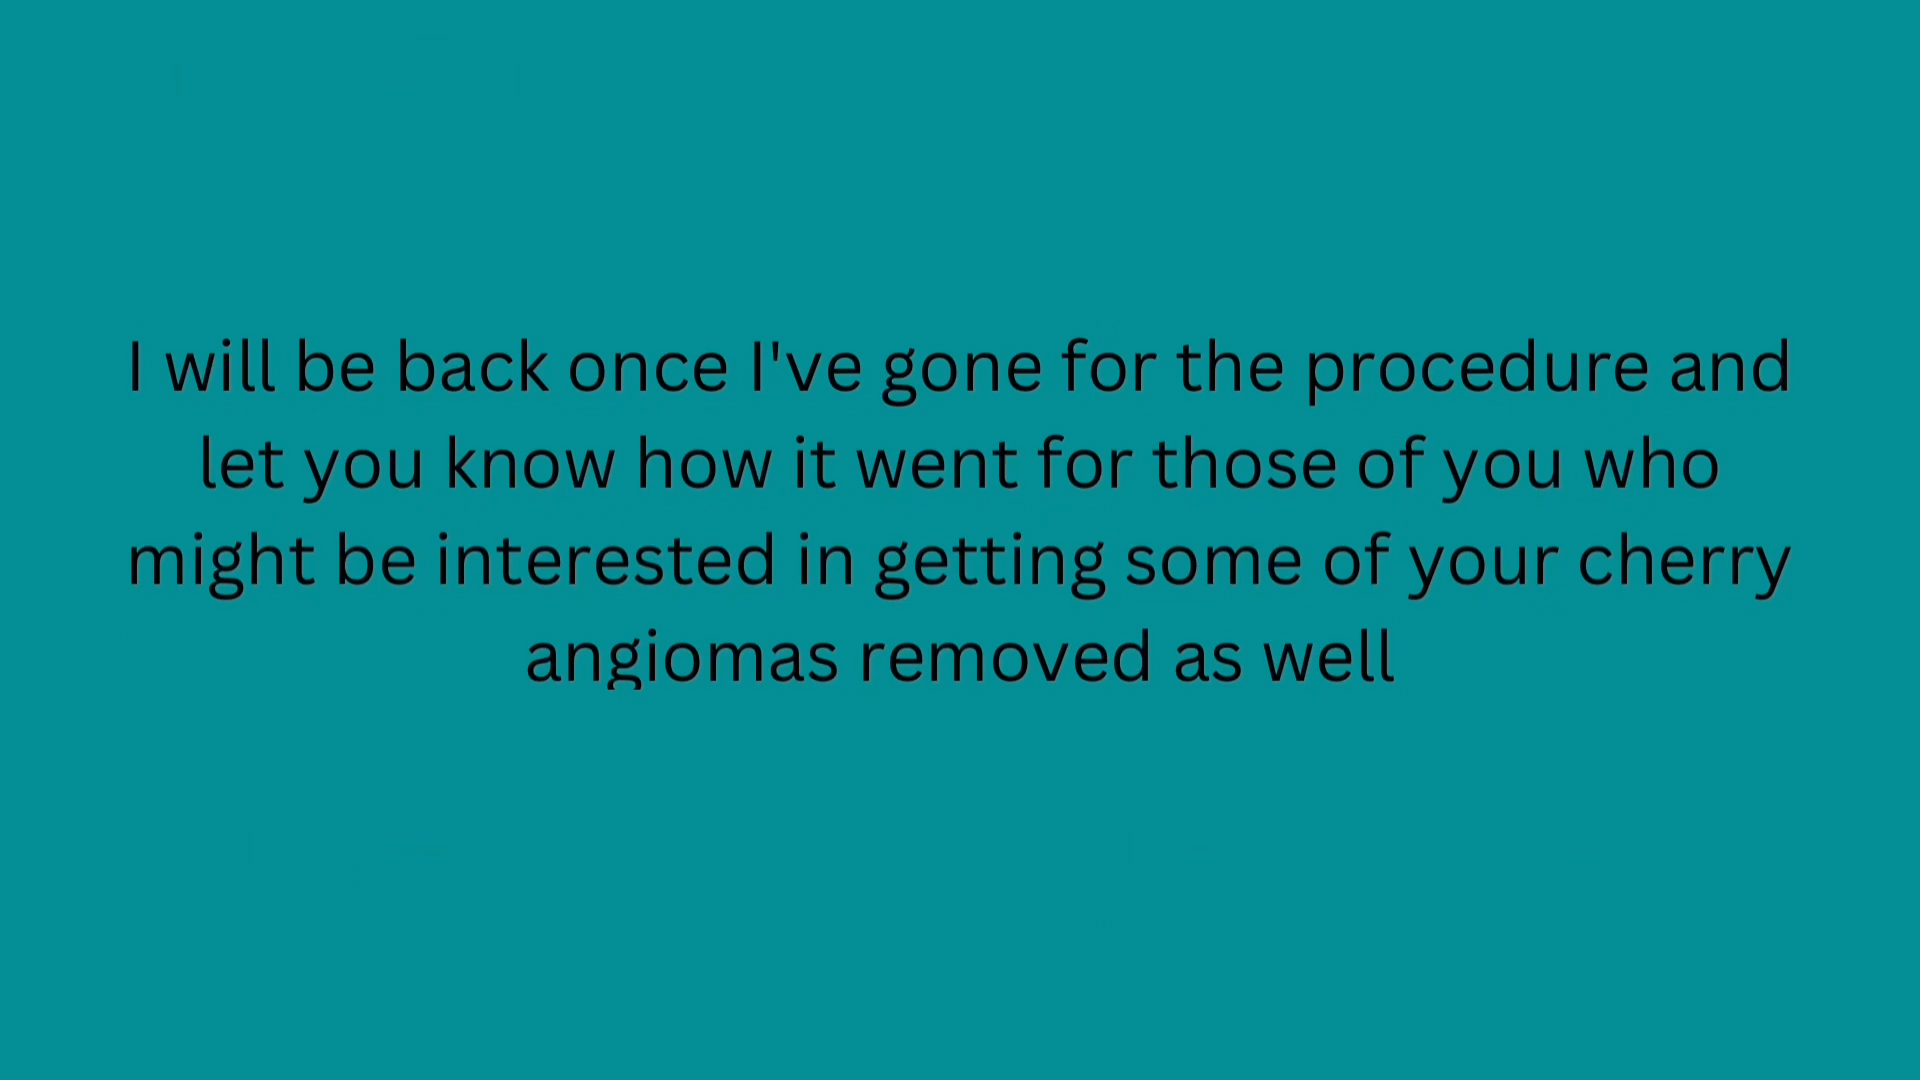 I will be back once I've gone for the procedure and
let you know how it went for those of you who
might be interested in getting some of your cherry
angiomas removed as well